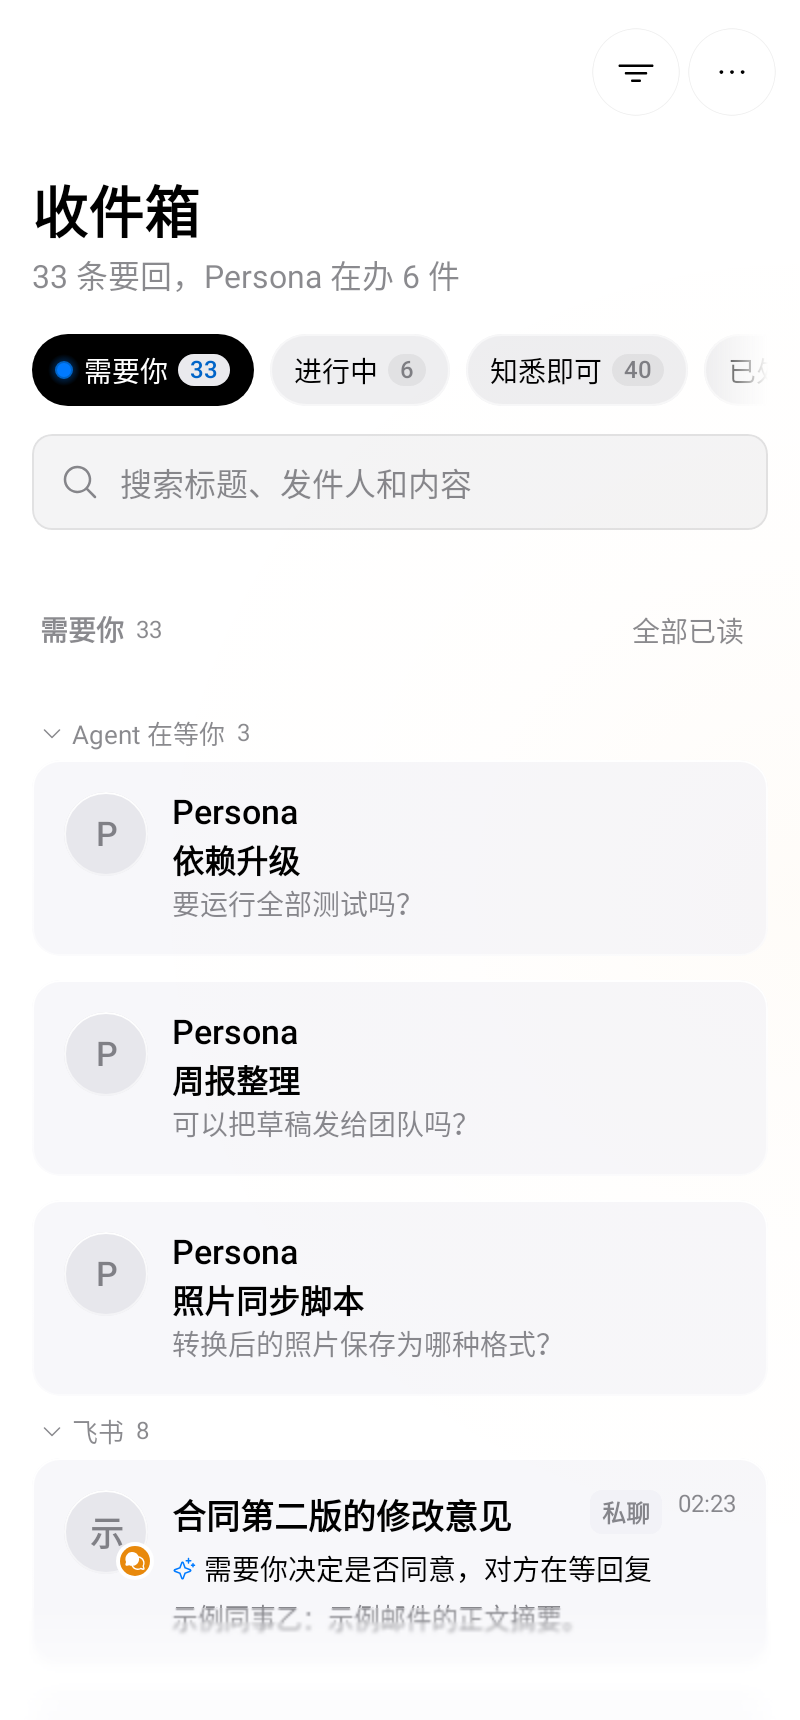 收件箱
33 条要回，Persona 在办 6 件
需要你 33 进行中 6 知悉即可 40 已
搜索标题、发件人和内容
需要你 33 全部已读
Agent 在等你 3
P Persona
依赖升级
要运行全部测试吗？
P Persona
周报整理
可以把草稿发给团队吗？
P Persona
照片同步脚本
转换后的照片保存为哪种格式？
飞书 8
示 合同第二版的修改意见 私聊 02:23
需要你决定是否同意，对方在等回复
示例同事乙：示例邮件的正文摘要。